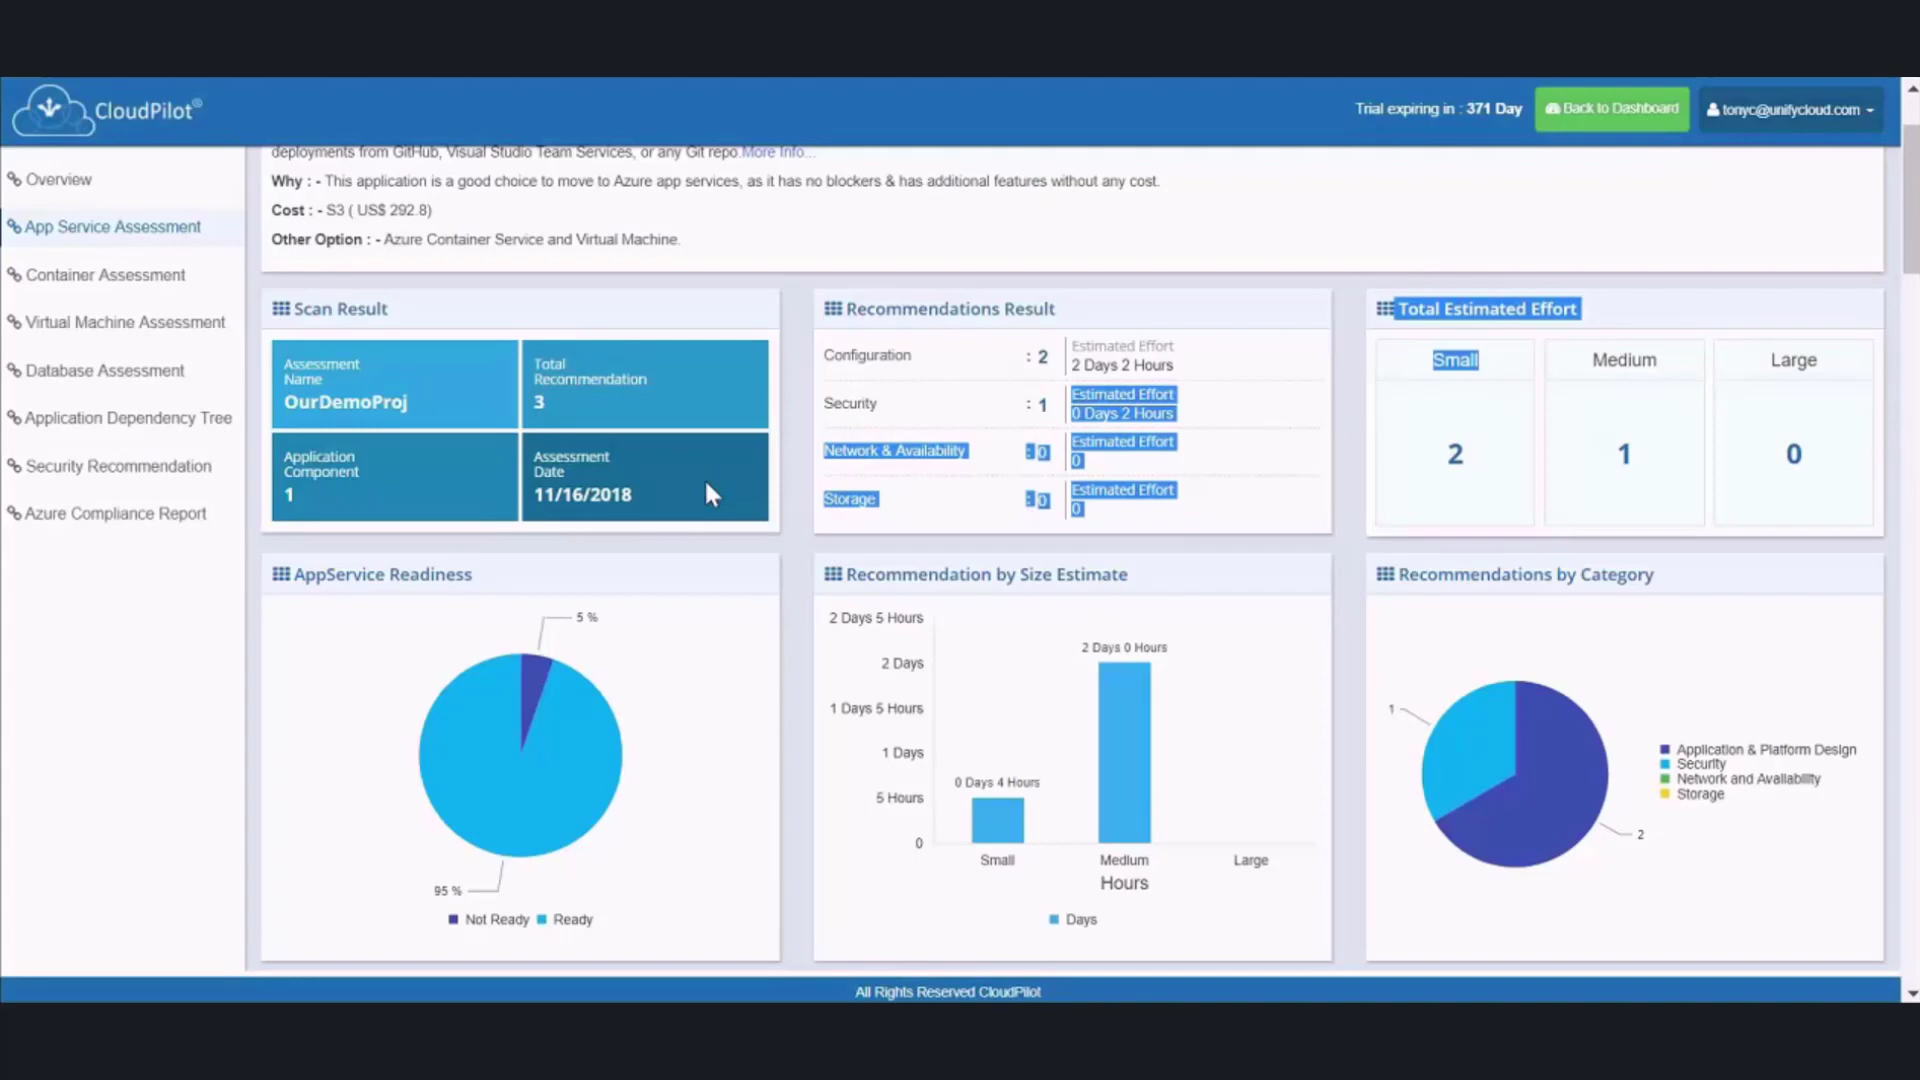 CloudPilot®
Trial expiring in : 371 Day
Back to Dashboard
tonyc@unifycloud.com
Overview
App Service Assessment
Container Assessment
Virtual Machine Assessment
Database Assessment
Application Dependency Tree
Security Recommendation
Azure Compliance Report
deployments from GitHub, Visual Studio Team Services, or any Git repo.More Info...
Why : - This application is a good choice to move to Azure app services, as it has no blockers & has additional features without any cost.
Cost : - S3 ( US$ 292.8)
Other Option : - Azure Container Service and Virtual Machine.
Scan Result
Assessment
Name
OurDemoProj
Total
Recommendation
3
Application
Component
1
Assessment
Date
11/16/2018
Recommendations Result
Configuration : 2
Estimated Effort
2 Days 2 Hours
Security : 1
Estimated Effort
0 Days 2 Hours
Network & Availability : 0
Estimated Effort
0
Storage : 0
Estimated Effort
0
Total Estimated Effort
Small Medium Large
2 1 0
AppService Readiness
5 %
95 %
Not Ready Ready
Recommendation by Size Estimate
2 Days 5 Hours
2 Days
1 Days 5 Hours
1 Days
5 Hours
0
0 Days 4 Hours
2 Days 0 Hours
Small Medium Large
Hours
Days
Recommendations by Category
1
2
Application & Platform Design
Security
Network and Availability
Storage
All Rights Reserved CloudPilot